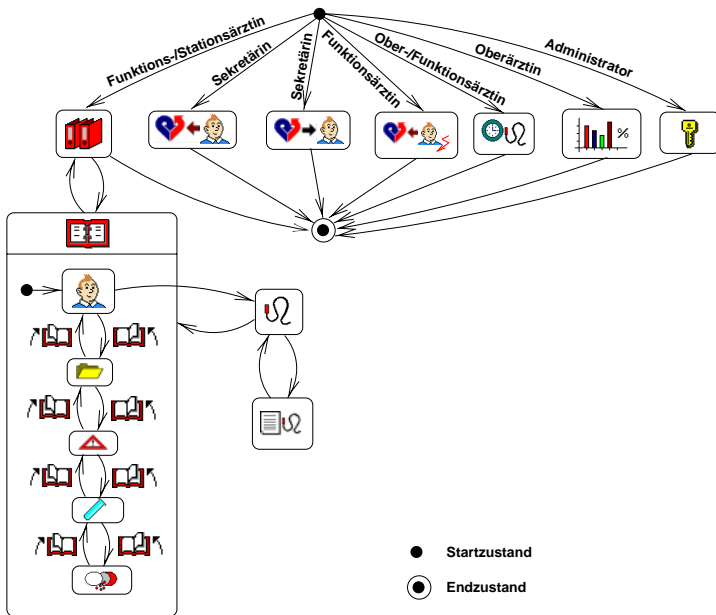 Funktions-/Stationsärztin
Sekretärin
Sekretärin
Funktionsärztin
Ober-/Funktionsärztin
Oberärztin
Administrator
%
Startzustand
Endzustand